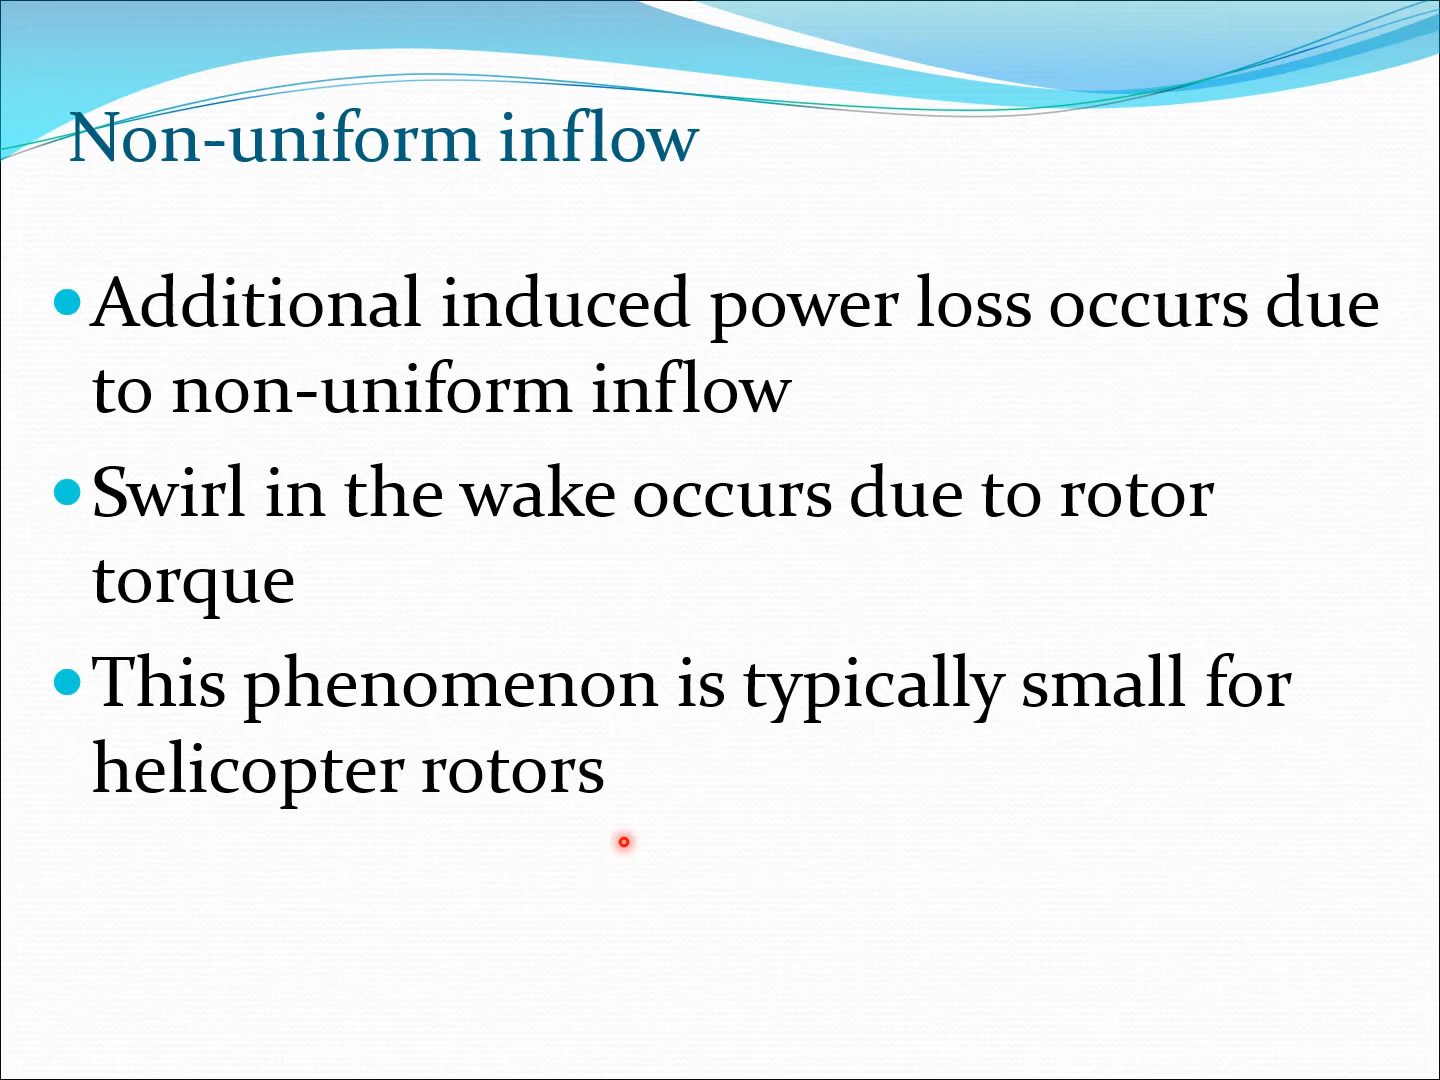 Non-uniform inflow
Additional induced power loss occurs due
to non-uniform inflow
Swirl in the wake occurs due to rotor
torque
This phenomenon is typically small for
helicopter rotors